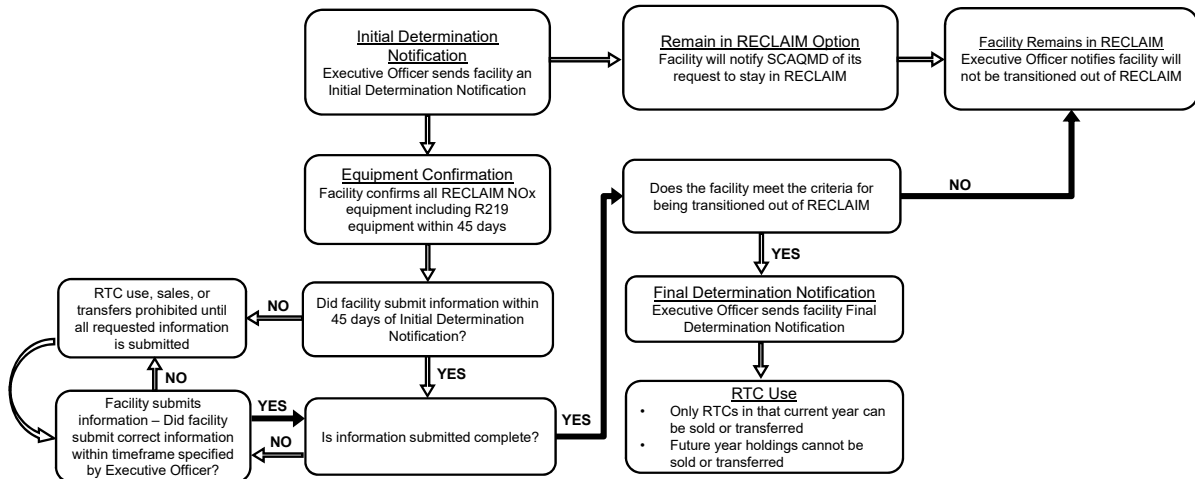 Initial Determination
Notification
Executive Officer sends facility an
Initial Determination Notification
Remain in RECLAIM Option
Facility will notify SCAQMD of its
request to stay in RECLAIM
Facility Remains in RECLAIM
Executive Officer notifies facility will
not be transitioned out of RECLAIM
Equipment Confirmation
Facility confirms all RECLAIM NOx
equipment including R219
equipment within 45 days
Does the facility meet the criteria for
being transitioned out of RECLAIM
NO
YES
RTC use, sales, or
transfers prohibited until
all requested information
is submitted
NO
Did facility submit information within
45 days of Initial Determination
Notification?
Final Determination Notification
Executive Officer sends facility Final
Determination Notification
NO
YES
Facility submits
information – Did facility
submit correct information
within timeframe specified
by Executive Officer?
YES
NO
Is information submitted complete?
YES
RTC Use
• Only RTCs in that current year can
be sold or transferred
• Future year holdings cannot be
sold or transferred